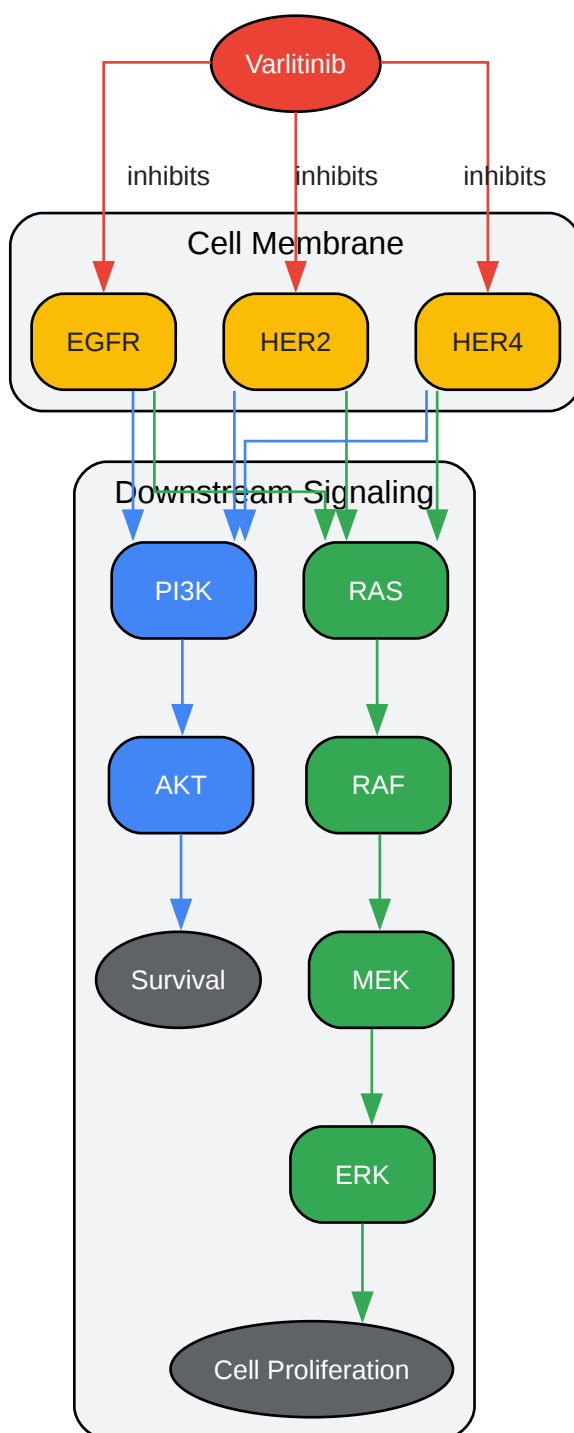 Varlitinib
inhibits
inhibits
inhibits
Cell Membrane
EGFR
HER2
HER4
Downstream Signaling
PI3K
RAS
AKT
RAF
Survival
MEK
ERK
Cell Proliferation